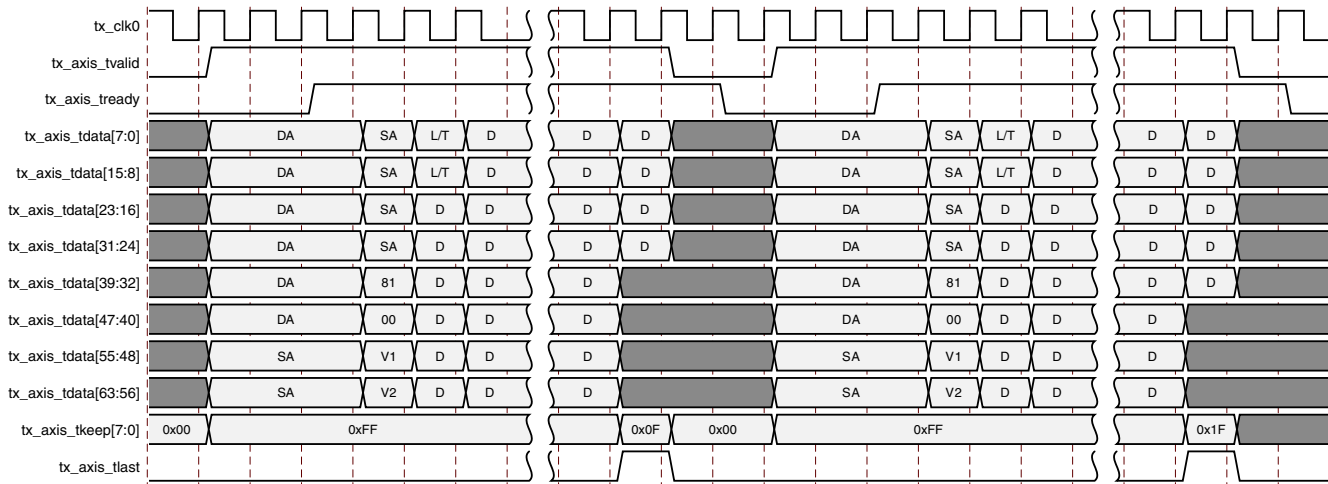 tx_clk0
tx_axis_tvalid
tx_axis_tready
tx_axis_tdata[7:0] DA SA L/T D D D DA SA L/T D D D
tx_axis_tdata[15:8] DA SA L/T D D D DA SA L/T D D D
tx_axis_tdata[23:16] DA SA D D D D DA SA D D D D
tx_axis_tdata[31:24] DA SA D D D D DA SA D D D D
tx_axis_tdata[39:32] DA 81 D D D DA 81 D D D D
tx_axis_tdata[47:40] DA 00 D D D DA 00 D D D
tx_axis_tdata[55:48] SA V1 D D D SA V1 D D D
tx_axis_tdata[63:56] SA V2 D D D SA V2 D D D
tx_axis_tkeep[7:0] 0x00 0xFF 0x0F 0x00 0xFF 0x1F
tx_axis_tlast